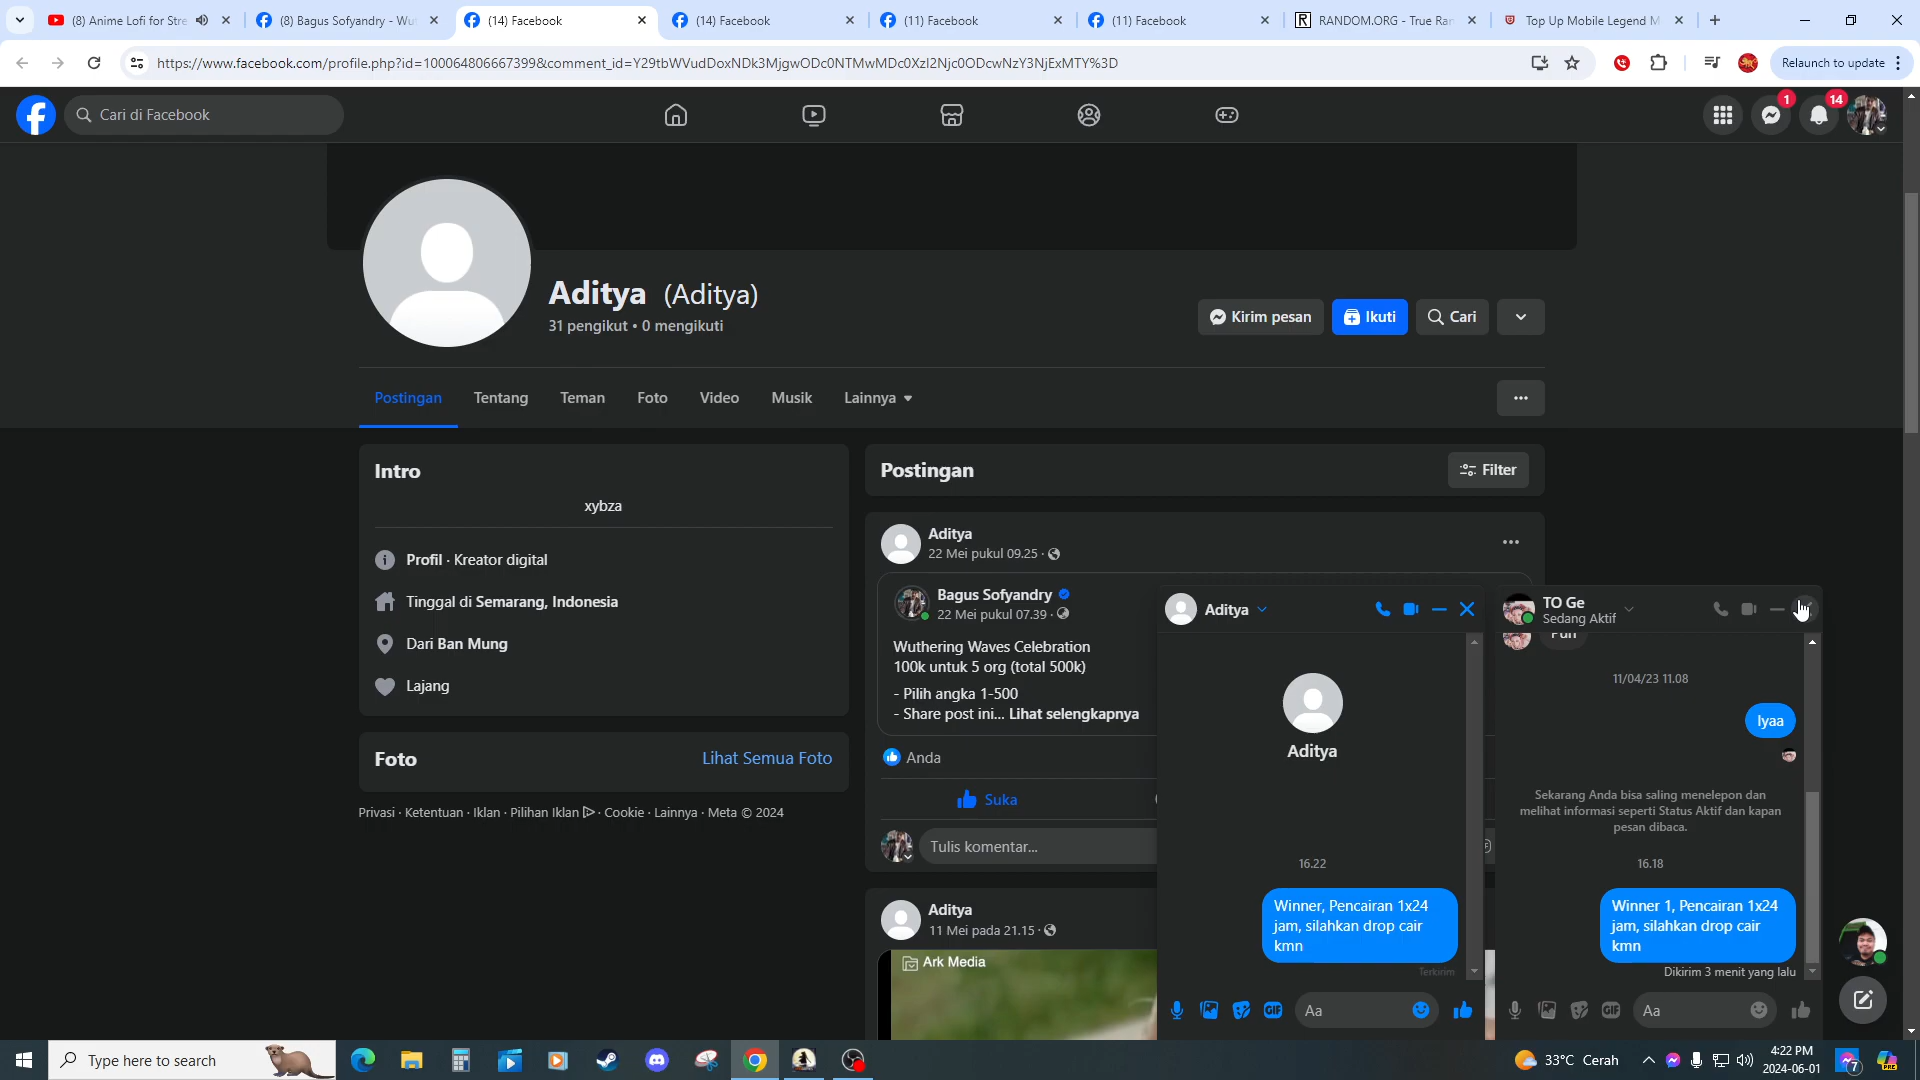 (8) Anime Lofi for Stre
(8) Bagus Sofyandry - Wut
(14) Facebook
(14) Facebook
(11) Facebook
(11) Facebook
RANDOM.ORG - True Ran
Top Up Mobile Legend M
https://www.facebook.com/profile.php?id=100064806667399&comment_id=Y29tbWVudDoxNDk3MjgwODc0NTMwMDc0XzI2Njc0ODcwNzY3NjExMTY%3D
Relaunch to update
Cari di Facebook
1
14
Aditya (Aditya)
31 pengikut • 0 mengikuti
Kirim pesan
Ikuti
Cari
Postingan
Tentang
Teman
Foto
Video
Musik
Lainnya
Intro
xybza
Profil · Kreator digital
Tinggal di Semarang, Indonesia
Dari Ban Mung
Lajang
Foto
Lihat Semua Foto
Privasi · Ketentuan · Iklan · Pilihan Iklan · Cookie · Lainnya · Meta © 2024
Postingan
Filter
Aditya
22 Mei pukul 09.25 ·
Bagus Sofyandry
22 Mei pukul 07.39 ·
Wuthering Waves Celebration
100k untuk 5 org (total 500k)
- Pilih angka 1-500
- Share post ini... Lihat selengkapnya
Anda
Suka
Tulis komentar...
Aditya
11 Mei pada 21.15 ·
Ark Media
Aditya
Aditya
16.22
Winner, Pencairan 1x24
jam, silahkan drop cair
kmn
Terkirim
GIF
Aa
TO Ge
Sedang Aktif
11/04/23 11.08
Iyaa
Sekarang Anda bisa saling menelepon dan
melihat informasi seperti Status Aktif dan kapan
pesan dibaca.
16.18
Winner 1, Pencairan 1x24
jam, silahkan drop cair
kmn
Dikirim 3 menit yang lalu
GIF
Aa
Type here to search
33°C Cerah
4:22 PM
2024-06-01
7
PRE